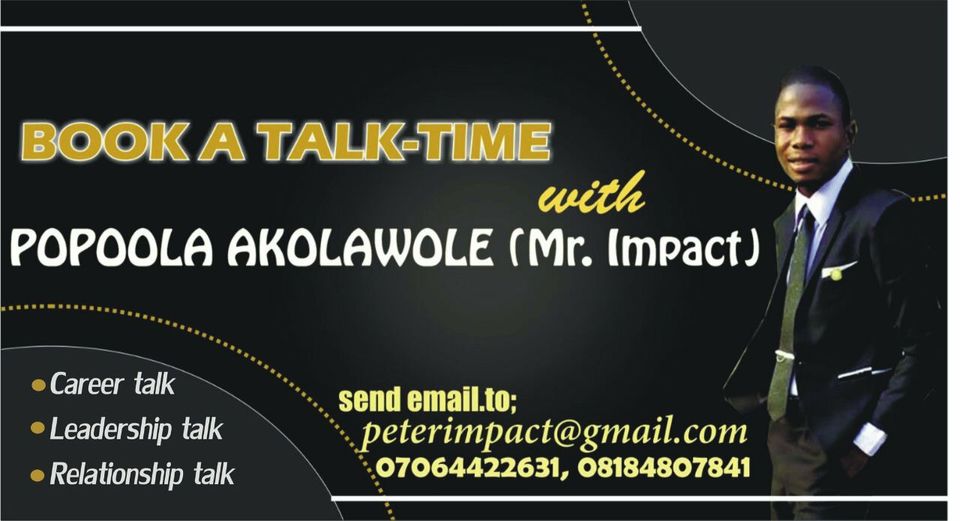 BOOK A TALK-TIME
with
POPOOLA AKOLAWOLE (Mr. Impact)
Career talk
Leadership talk
Relationship talk
send email.to;
peterimpact@gmail.com
07064422631, 08184807841